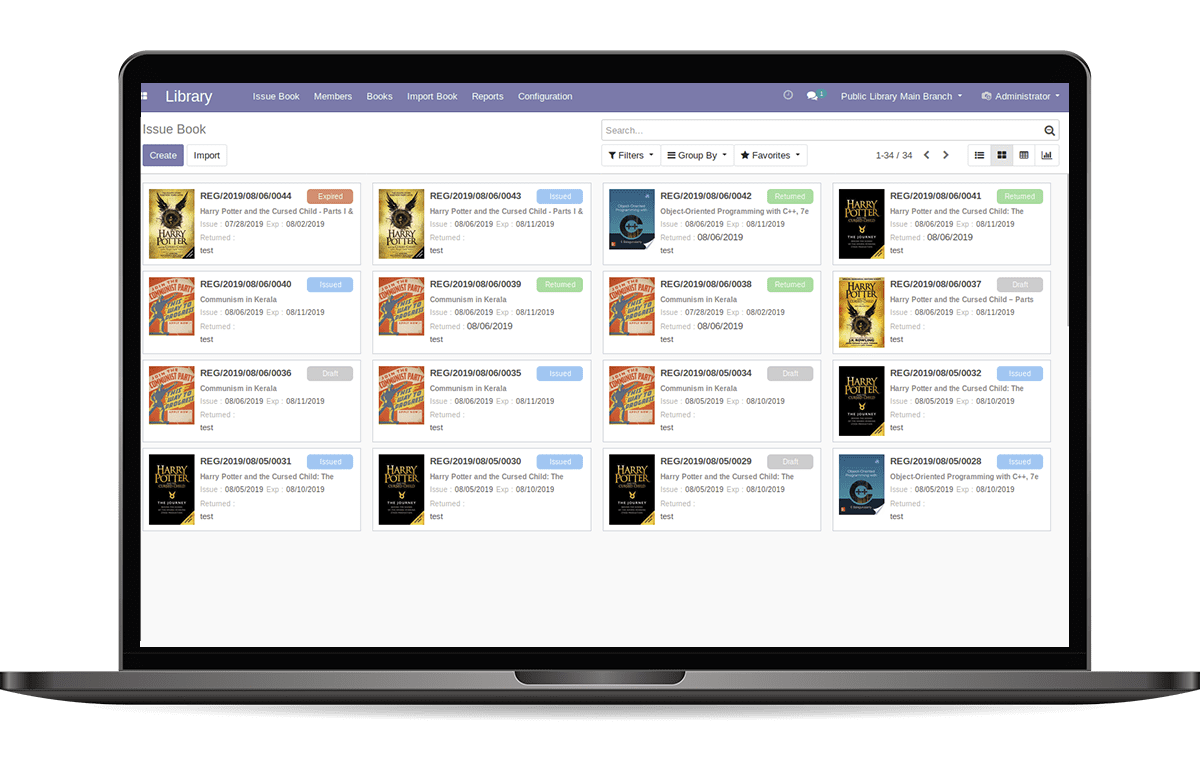 Library Issue Book Members Books Import Book Reports Configuration 1 Public Library Main Branch Administrator
Issue Book
Search...
Create Import Filters Group By Favorites 1-34 / 34
REG/2019/08/06/0044 Expired
Harry Potter and the Cursed Child - Parts I &
Issue : 07/28/2019 Exp : 08/02/2019
Returned :
test
REG/2019/08/06/0043 Issued
Harry Potter and the Cursed Child - Parts I &
Issue : 08/06/2019 Exp : 08/11/2019
Returned :
test
REG/2019/08/06/0042 Returned
Object-Oriented Programming with C++, 7e
Issue : 08/06/2019 Exp : 08/11/2019
Returned : 08/06/2019
test
REG/2019/08/06/0041 Returned
Harry Potter and the Cursed Child: The
Issue : 08/06/2019 Exp : 08/11/2019
Returned : 08/06/2019
test
REG/2019/08/06/0040 Issued
Communism in Kerala
Issue : 08/06/2019 Exp : 08/11/2019
Returned :
test
REG/2019/08/06/0039 Returned
Communism in Kerala
Issue : 08/06/2019 Exp : 08/11/2019
Returned : 08/06/2019
test
REG/2019/08/06/0038 Returned
Communism in Kerala
Issue : 07/28/2019 Exp : 08/02/2019
Returned : 08/06/2019
test
REG/2019/08/06/0037 Draft
Harry Potter and the Cursed Child – Parts
Issue : 08/06/2019 Exp : 08/11/2019
Returned :
test
REG/2019/08/06/0036 Draft
Communism in Kerala
Issue : 08/06/2019 Exp : 08/11/2019
Returned :
test
REG/2019/08/06/0035 Issued
Communism in Kerala
Issue : 08/06/2019 Exp : 08/11/2019
Returned :
test
REG/2019/08/05/0034 Draft
Communism in Kerala
Issue : 08/05/2019 Exp : 08/10/2019
Returned :
test
REG/2019/08/05/0032 Issued
Harry Potter and the Cursed Child: The
Issue : 08/05/2019 Exp : 08/10/2019
Returned :
test
REG/2019/08/05/0031 Issued
Harry Potter and the Cursed Child: The
Issue : 08/05/2019 Exp : 08/10/2019
Returned :
test
REG/2019/08/05/0030 Issued
Harry Potter and the Cursed Child: The
Issue : 08/05/2019 Exp : 08/10/2019
Returned :
test
REG/2019/08/05/0029 Draft
Harry Potter and the Cursed Child: The
Issue : 08/05/2019 Exp : 08/10/2019
Returned :
test
REG/2019/08/05/0028 Issued
Object-Oriented Programming with C++, 7e
Issue : 08/05/2019 Exp : 08/10/2019
Returned :
test